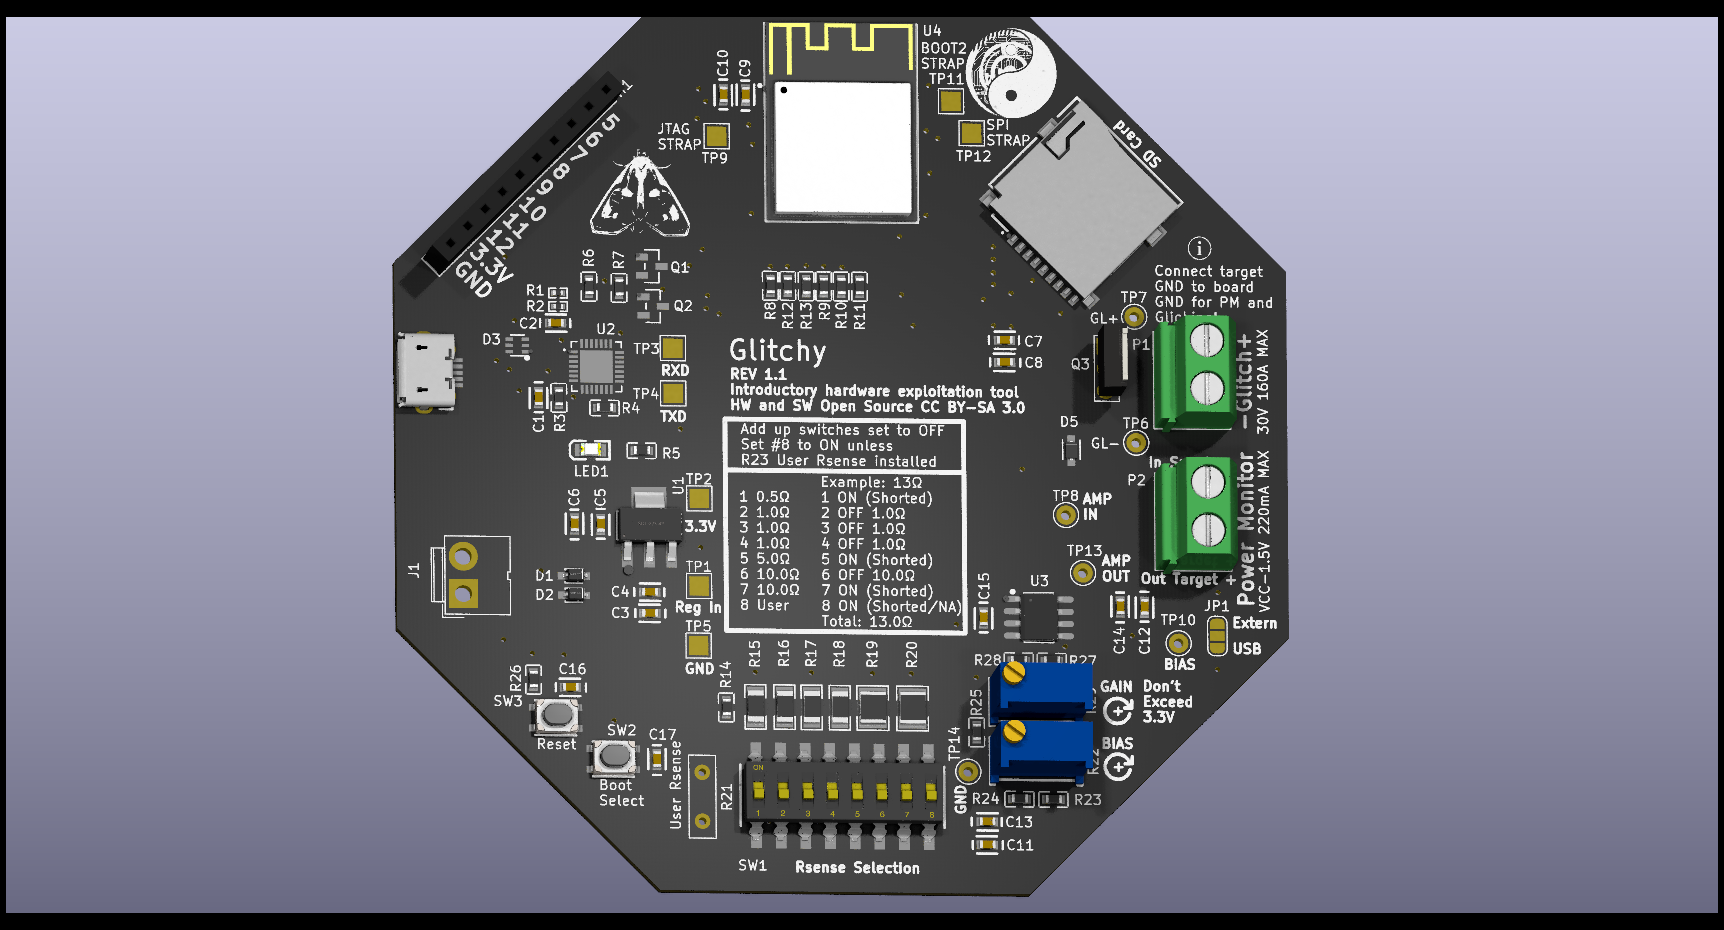 U4
BOOT2
STRAP
TP11
SPI
STRAP
TP12
C10
C9
JTAG
STRAP
TP9
SD Card
5
6
7
8
9
10
11
12
3.3V
GND
Connect target
GND to board
GND for PM and
TP7
GL+
P1
Q3
-Glitch+
30V 160A MAX
R6
R7
Q1
Q2
R1
R2
C2
D3
U2
TP3
RXD
TP4
TXD
C1
R3
R4
R8
R12
R13
R9
R10
R11
C7
C8
Glitchy
REV 1.1
Introductory hardware exploitation tool
HW and SW Open Source CC BY-SA 3.0
Add up switches set to OFF
Set #8 to ON unless
R23 User Rsense installed
Example: 13Ω
1 0.5Ω 1 ON (Shorted)
2 1.0Ω 2 OFF 1.0Ω
3 1.0Ω 3 OFF 1.0Ω
4 1.0Ω 4 OFF 1.0Ω
5 5.0Ω 5 ON (Shorted)
6 10.0Ω 6 OFF 10.0Ω
7 10.0Ω 7 ON (Shorted)
8 User 8 ON (Shorted/NA)
Total: 13.0Ω
D5
TP6
GL-
P2
TP8
AMP
IN
Power Monitor
VCC-1.5V 220mA MAX
TP13
AMP
OUT
Out Target +
LED1
R5
C6
C5
U1
TP2
3.3V
J1
D1
D2
C4
C3
TP1
Reg In
TP5
GND
C15
U3
C14
C12
TP10
BIAS
JP1
Extern
USB
R26
C16
SW3
Reset
SW2
Boot
Select
C17
User Rsense
R21
R14
R15
R16
R17
R18
R19
R20
ON
1 2 3 4 5 6 7 8
SW1
Rsense Selection
R28
R27
R25
GAIN
Don't
Exceed
3.3V
BIAS
R22
TP14
GND
R24
R23
C13
C11